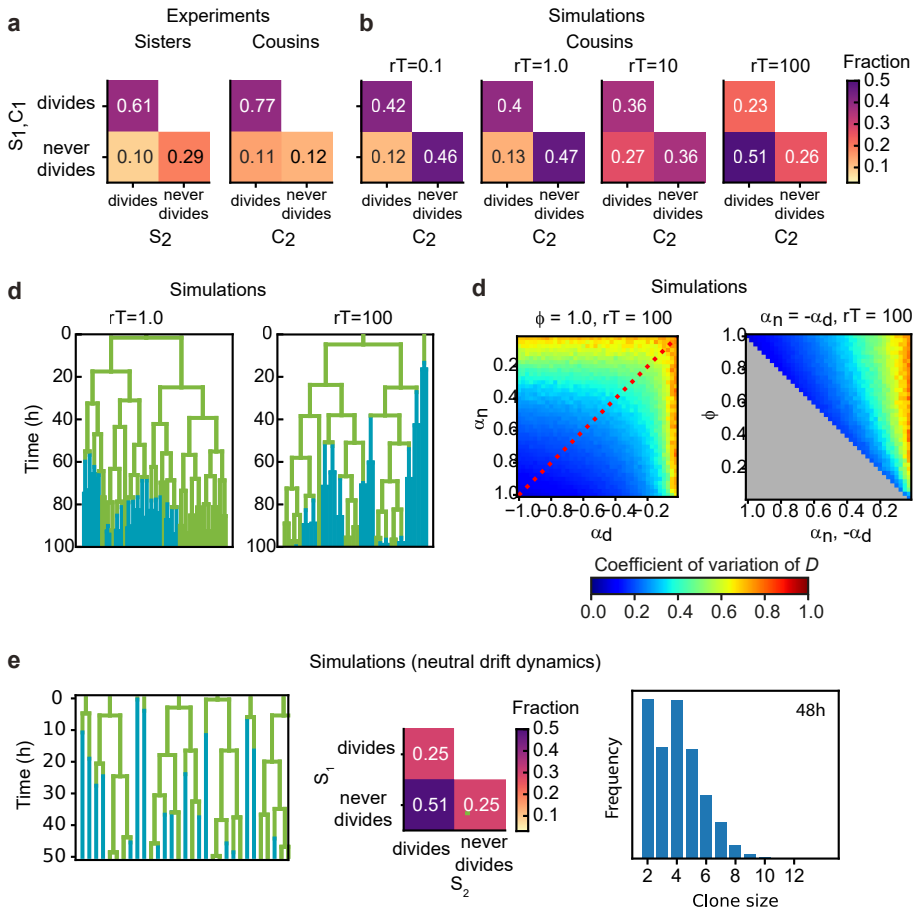 a
Experiments
Sisters
Cousins
S1,C1
divides
never
divides
0.61
0.10
0.29
0.77
0.11
0.12
divides
never
divides
S2
divides
never
divides
C2
b
Simulations
Cousins
rT=0.1
rT=1.0
rT=10
rT=100
0.42
0.12
0.46
0.4
0.13
0.47
0.36
0.27
0.36
0.23
0.51
0.26
divides
never
divides
C2
divides
never
divides
C2
divides
never
divides
C2
divides
never
divides
C2
Fraction
0.5
0.4
0.3
0.2
0.1
d
Simulations
rT=1.0
rT=100
Time (h)
0
20
40
60
80
100
0
20
40
60
80
100
d
Simulations
ϕ = 1.0, rT = 100
αn
0.2
0.4
0.6
0.8
1.0
−1.0
−0.8
−0.6
−0.4
−0.2
αd
αn = -αd, rT = 100
ϕ
1.0
0.8
0.6
0.4
0.2
1.0
0.8
0.6
0.4
0.2
αn, -αd
Coefficient of variation of D
0.0 0.2 0.4 0.6 0.8 1.0
e
Simulations (neutral drift dynamics)
Time (h)
0
10
20
30
40
50
S1
divides
never
divides
0.25
0.51
0.25
divides
never
divides
S2
Fraction
0.5
0.4
0.3
0.2
0.1
48h
Frequency
2 4 6 8 10 12
Clone size